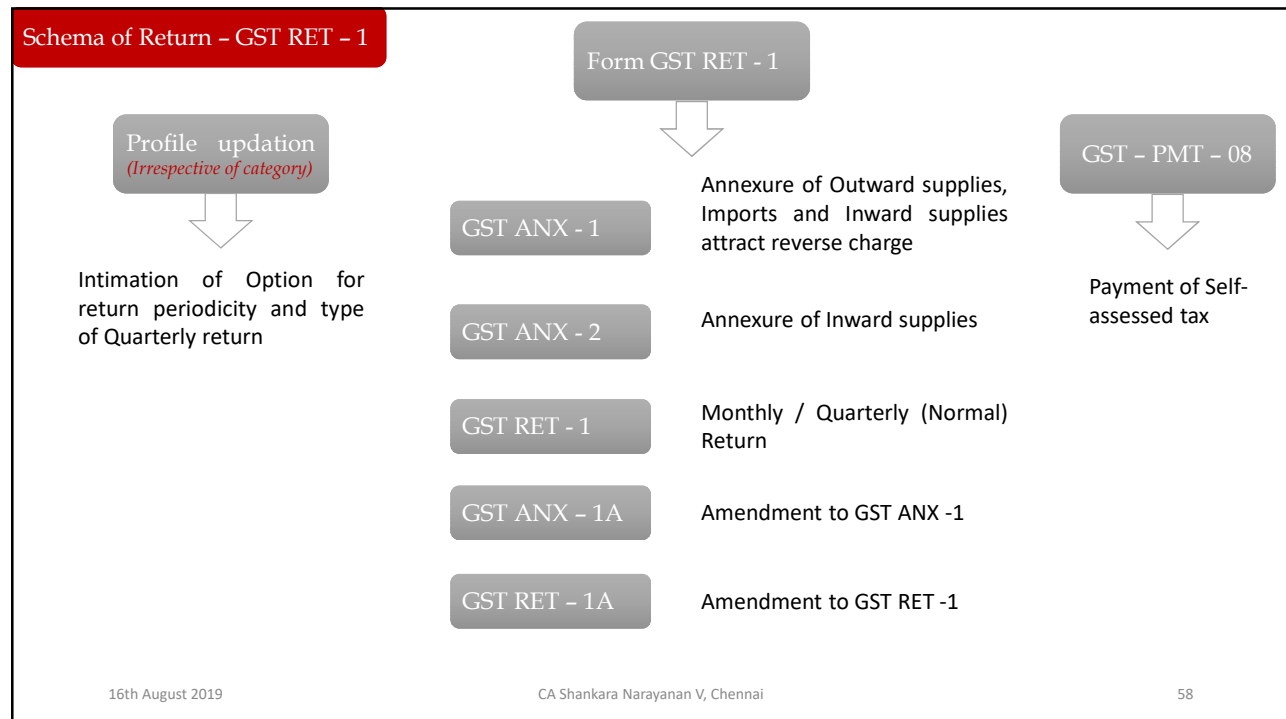 Schema of Return – GST RET – 1
Form GST RET - 1
Profile updation
(Irrespective of category)
GST – PMT – 08
Intimation of Option for
return periodicity and type
of Quarterly return
GST ANX - 1
Annexure of Outward supplies,
Imports and Inward supplies
attract reverse charge
GST ANX - 2
Annexure of Inward supplies
GST RET - 1
Monthly / Quarterly (Normal)
Return
GST ANX – 1A
Amendment to GST ANX -1
GST RET – 1A
Amendment to GST RET -1
Payment of Self-
assessed tax
16th August 2019
CA Shankara Narayanan V, Chennai
58